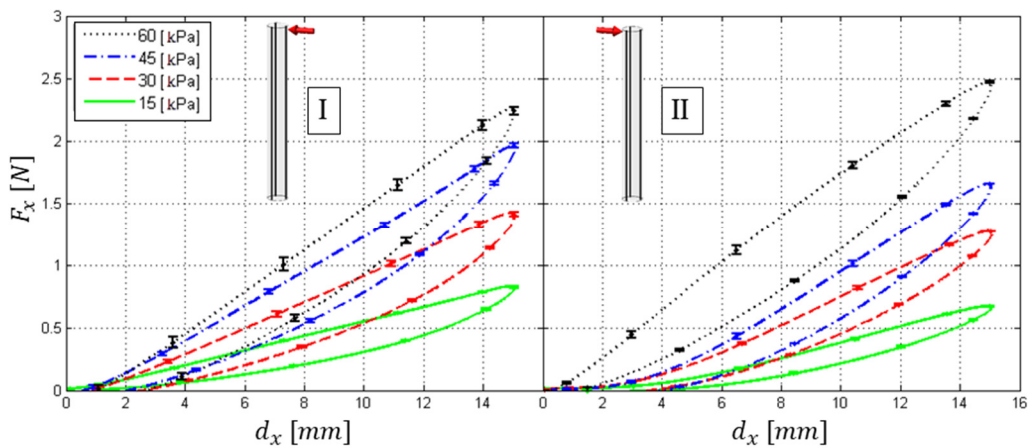 3
2.5
2
1.5
1
0.5
0
F_x [N]
60 [kPa]
45 [kPa]
30 [kPa]
15 [kPa]
I
II
0 2 4 6 8 10 12 14 0 2 4 6 8 10 12 14 16
d_x [mm] d_x [mm]